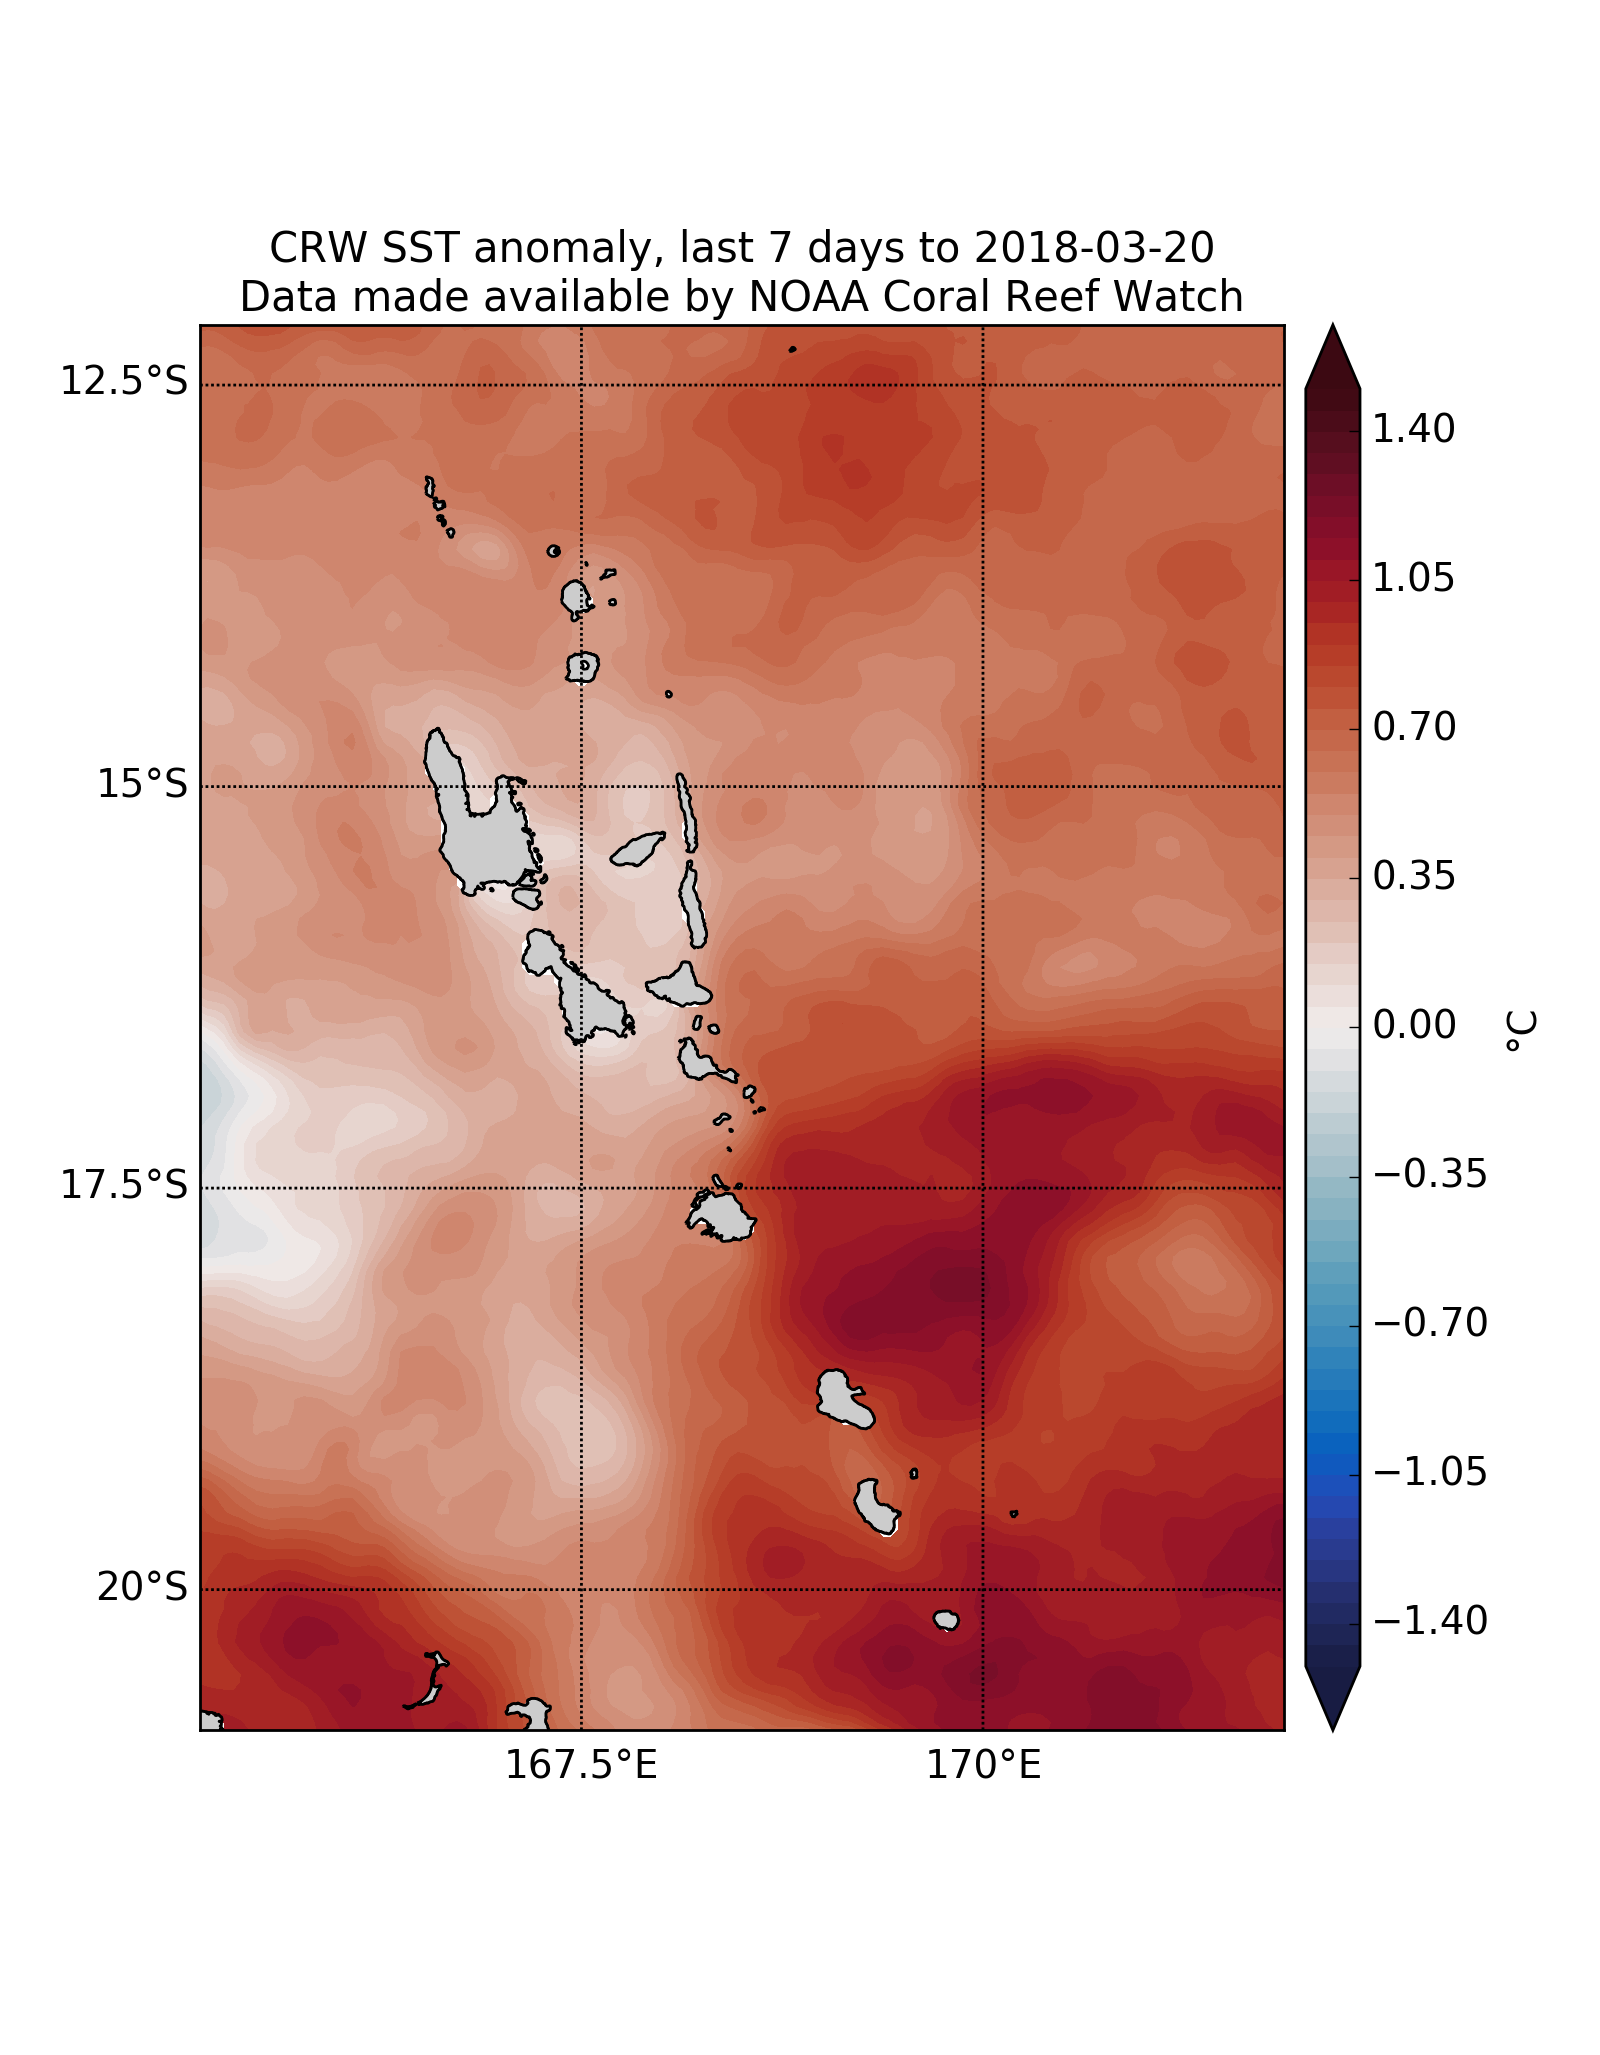 CRW SST anomaly, last 7 days to 2018-03-20
Data made available by NOAA Coral Reef Watch
12.5°S
15°S
17.5°S
20°S
167.5°E
170°E
1.40
1.05
0.70
0.35
0.00
−0.35
−0.70
−1.05
−1.40
°C